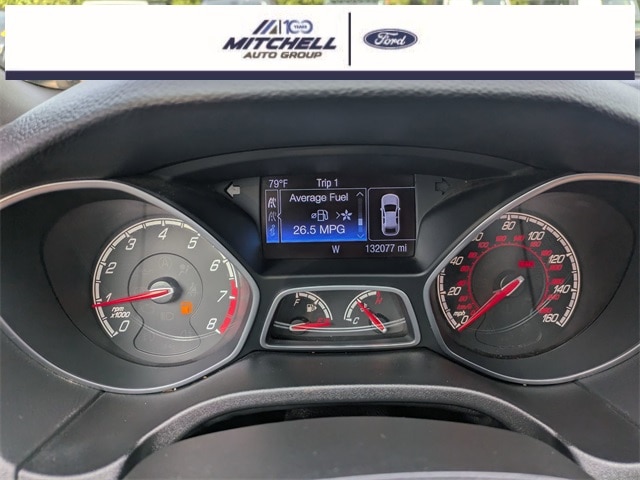 100 YEARS
MITCHELL
AUTO GROUP
Ford
79°F Trip 1
Average Fuel
26.5 MPG
W 132077 mi
0 1 2 3 4 5 6 7 8
rpm
x1000
F
C H
0 20 40 60 80 100 120 140 160
mph